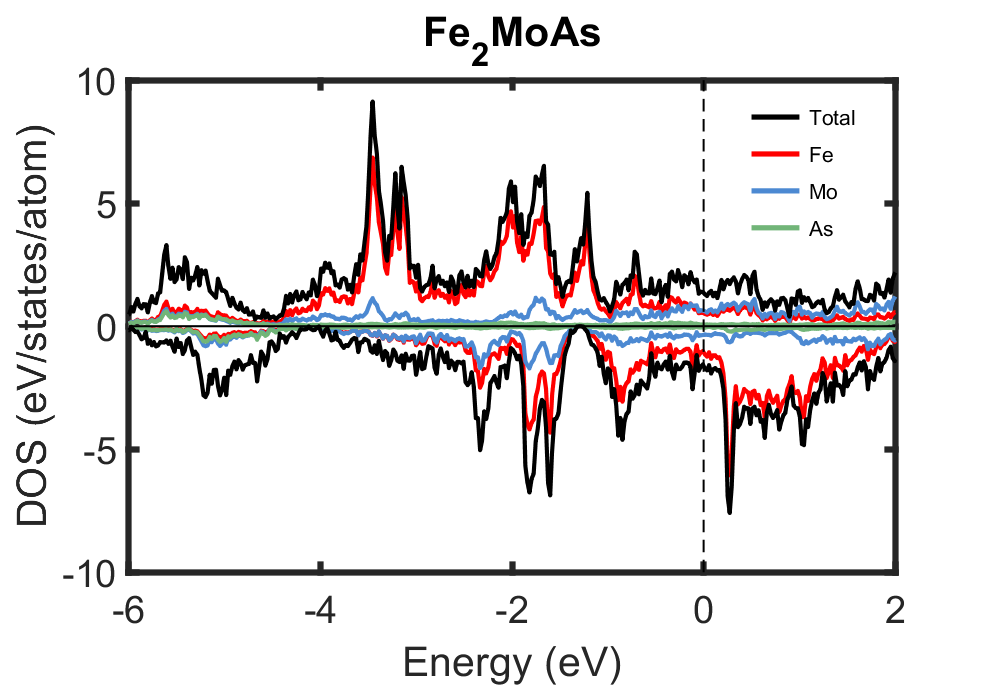 Fe₂MoAs
10
5
0
-5
-10
DOS (eV/states/atom)
Total
Fe
Mo
As
-6 -4 -2 0 2
Energy (eV)